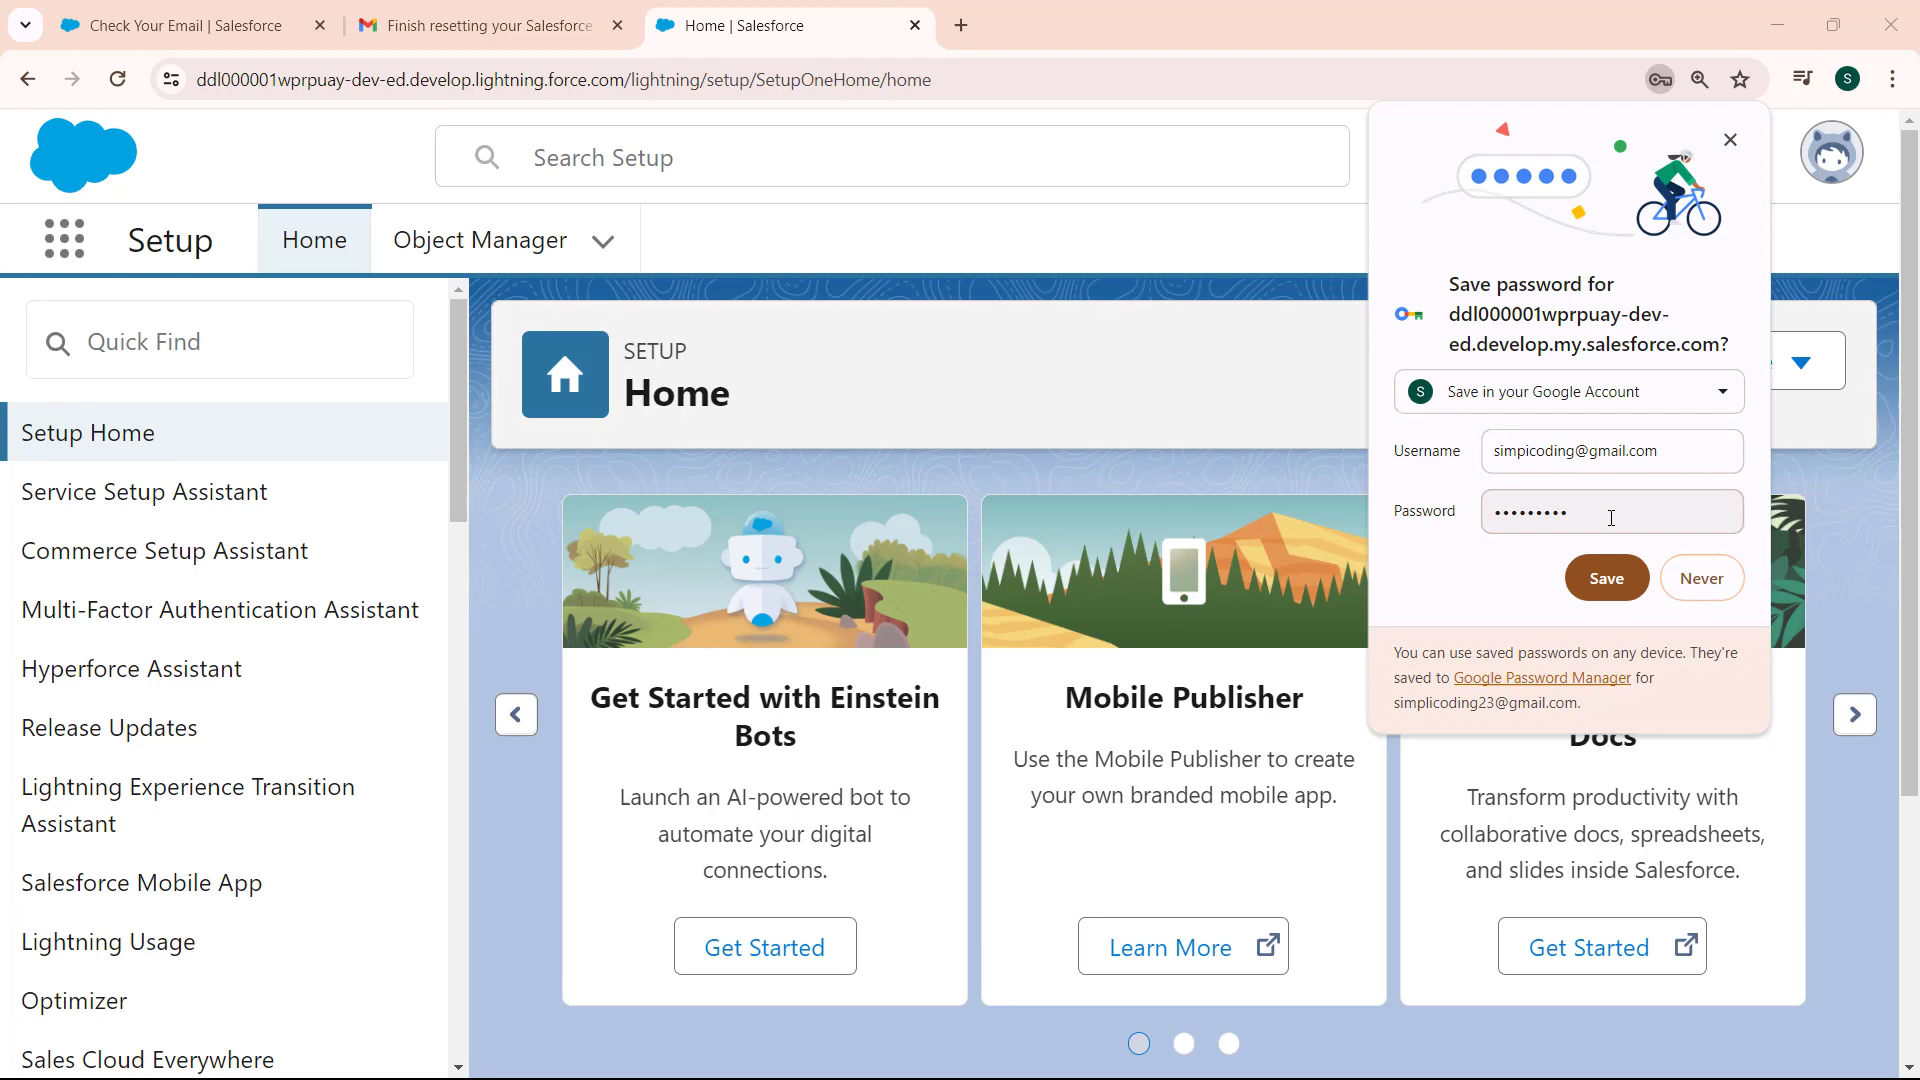 Check Your Email | Salesforce
Finish resetting your Salesforce
Home | Salesforce
ddl000001wprpuay-dev-ed.develop.lightning.force.com/lightning/setup/SetupOneHome/home
S
Search Setup
Setup
Home
Object Manager
Quick Find
Setup Home
Service Setup Assistant
Commerce Setup Assistant
Multi-Factor Authentication Assistant
Hyperforce Assistant
Release Updates
Lightning Experience Transition
Assistant
Salesforce Mobile App
Lightning Usage
Optimizer
Sales Cloud Everywhere
SETUP
Home
Get Started with Einstein
Bots
Launch an AI-powered bot to
automate your digital
connections.
Get Started
Mobile Publisher
Use the Mobile Publisher to create
your own branded mobile app.
Learn More
Docs
Transform productivity with
collaborative docs, spreadsheets,
and slides inside Salesforce.
Get Started
Save password for
ddl000001wprpuay-dev-
ed.develop.my.salesforce.com?
S
Save in your Google Account
Username
simpicoding@gmail.com
Password
•••••••••
Save
Never
You can use saved passwords on any device. They're
saved to Google Password Manager for
simplicoding23@gmail.com.